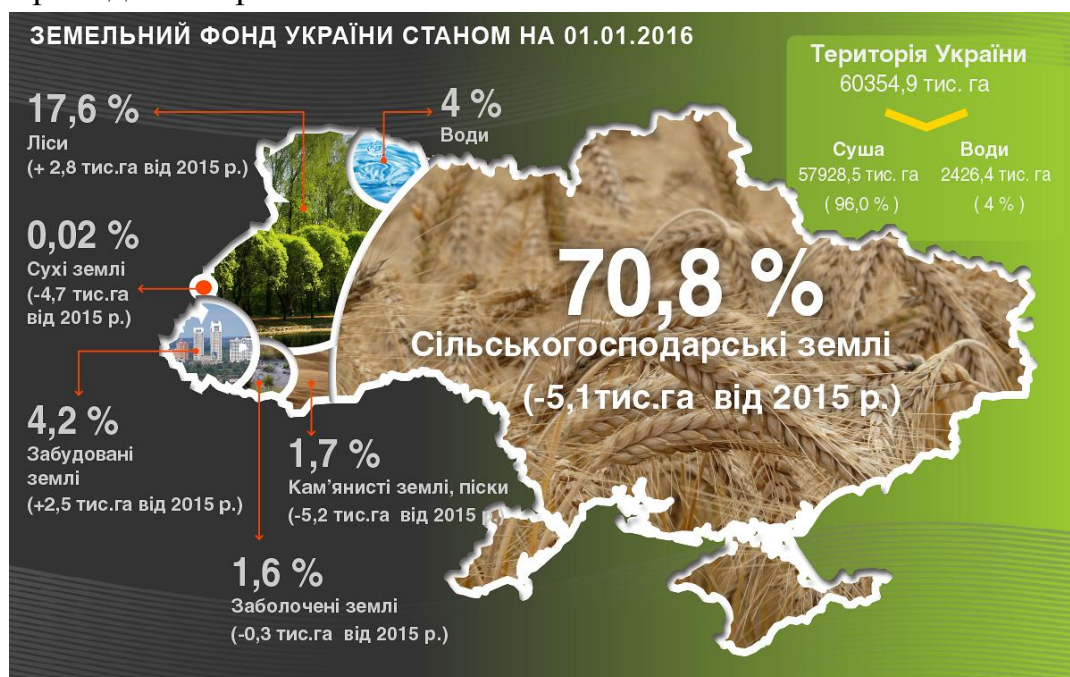 ЗЕМЕЛЬНИЙ ФОНД УКРАЇНИ СТАНОМ НА 01.01.2016
Територія України
60354,9 тис. га
Суша
57928,5 тис. га
( 96,0 % )
Води
2426,4 тис. га
( 4 % )
17,6 %
Ліси
(+ 2,8 тис.га від 2015 р.)
4 %
Води
0,02 %
Сухі землі
(-4,7 тис.га
від 2015 р.)
70,8 %
Сільськогосподарські землі
(-5,1тис.га від 2015 р.)
4,2 %
Забудовані
землі
(+2,5 тис.га від 2015 р.)
1,7 %
Кам’янисті землі, піски
(-5,2 тис.га від 2015 р
1,6 %
Заболочені землі
(-0,3 тис.га від 2015 р.)